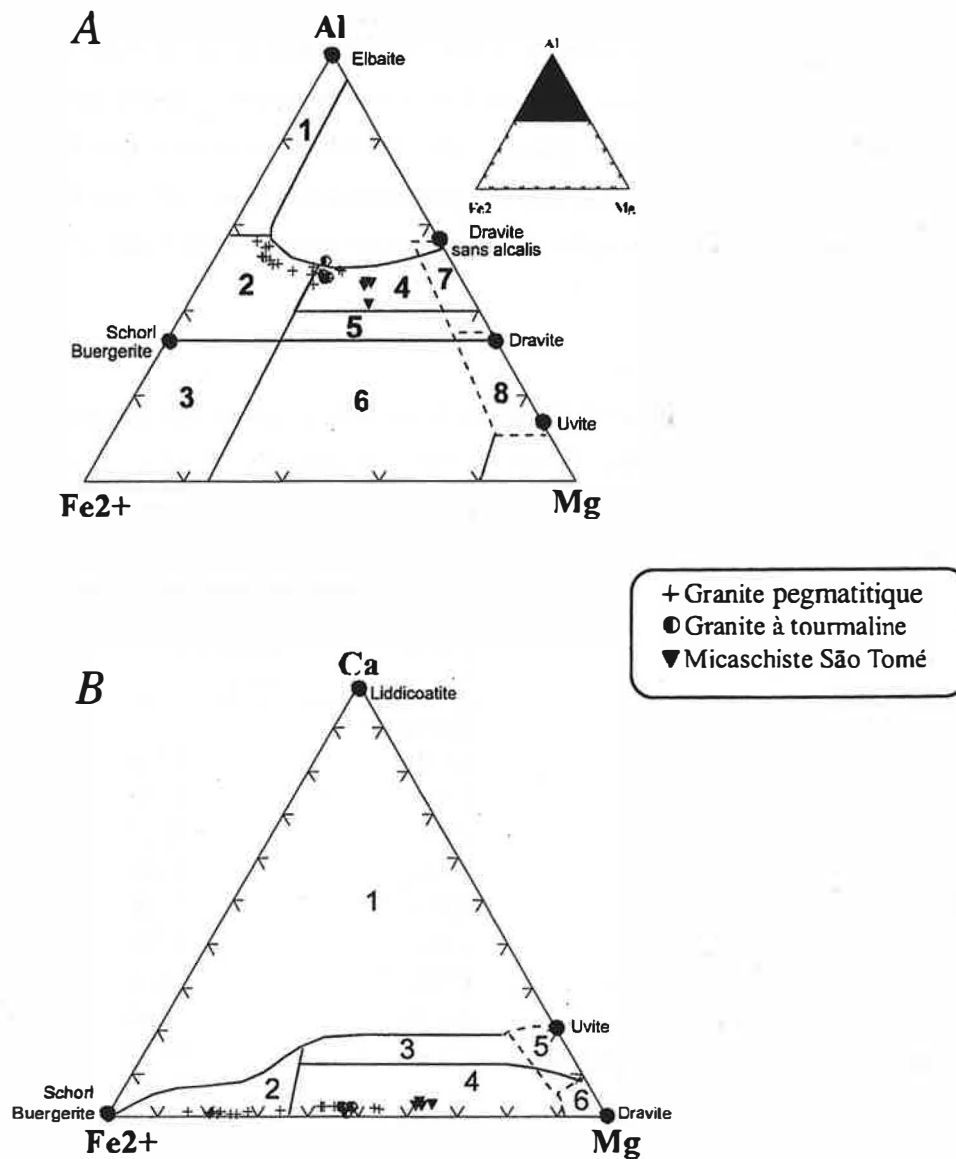 A
Al
Elbaite
Al
1
Fe2
Mg
Dravite
sans alcalis
2
4
7
5
Schorl
Buergerite
Dravite
3
6
8
Uvite
Fe2+
Mg
+ Granite pegmatitique
Granite à tourmaline
Micaschiste São Tomé
B
Ca
Liddicoatite
1
Uvite
3
5
2
4
6
Schorl
Buergerite
Dravite
Fe2+
Mg